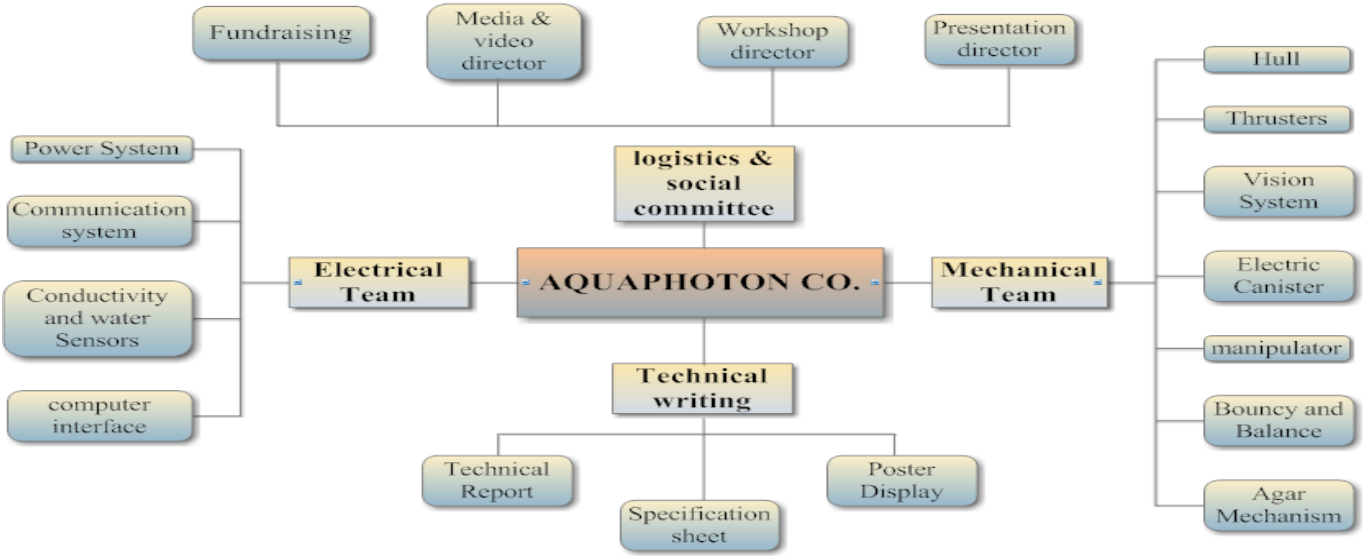 Fundraising
Media &
video
director
Workshop
director
Presentation
director
logistics &
social
committee
Power System
Communication
system
Conductivity
and water
Sensors
computer
interface
Electrical
Team
AQUAPHOTON CO.
Mechanical
Team
Hull
Thrusters
Vision
System
Electric
Canister
manipulator
Bouncy and
Balance
Agar
Mechanism
Technical
writing
Technical
Report
Specification
sheet
Poster
Display